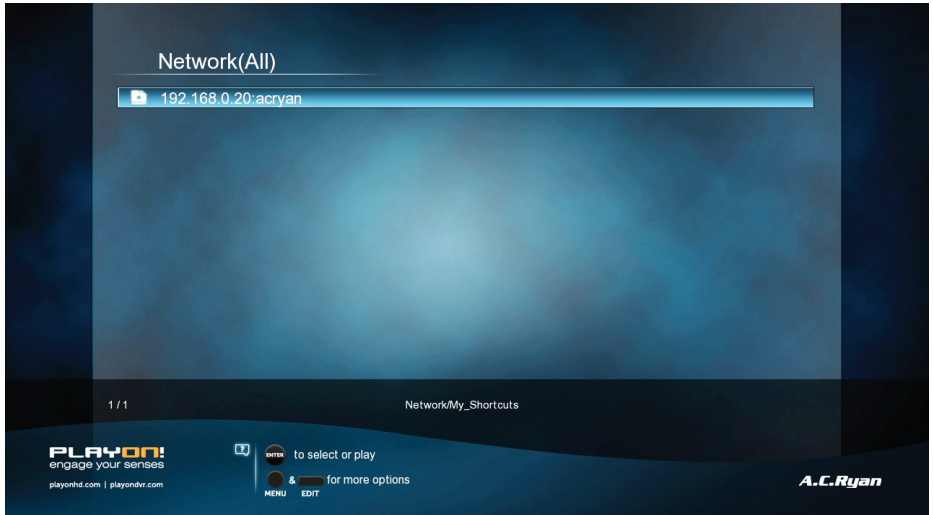 Network(All)
192.168.0.20:acryan
1 / 1
Network/My_Shortcuts
PLAYON!
engage your senses
playonhd.com | playondvr.com
?
ENTER to select or play
& for more options
MENU EDIT
A.C.Ryan